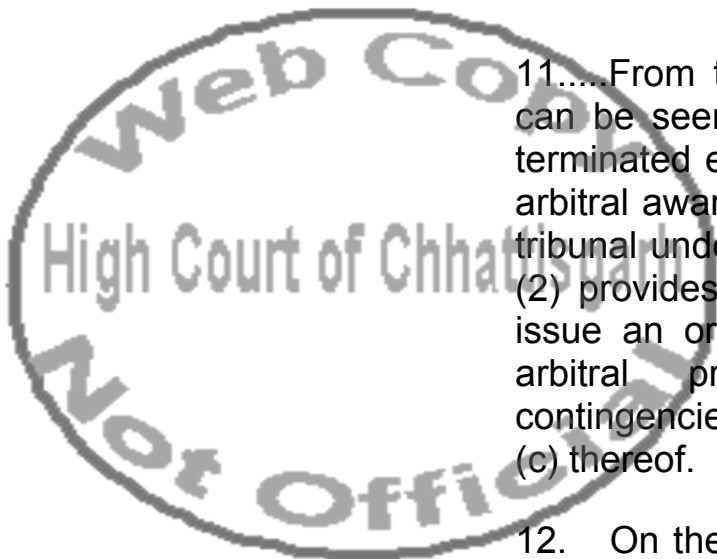 Web Copy
High Court of Chhattisgarh
Not Official
11.....From
can be seen
terminated e
arbitral awar
tribunal unde
(2) provides
issue an or
arbitral pr
contingencie
(c) thereof.
12. On the